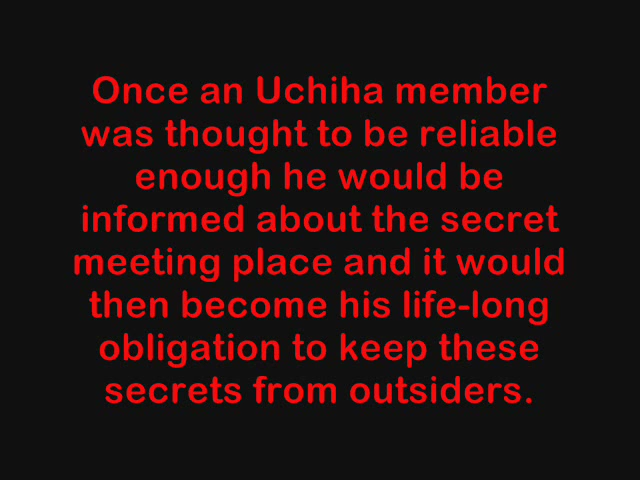 Once an Uchiha member
was thought to be reliable
enough he would be
informed about the secret
meeting place and it would
then become his life-long
obligation to keep these
secrets from outsiders.